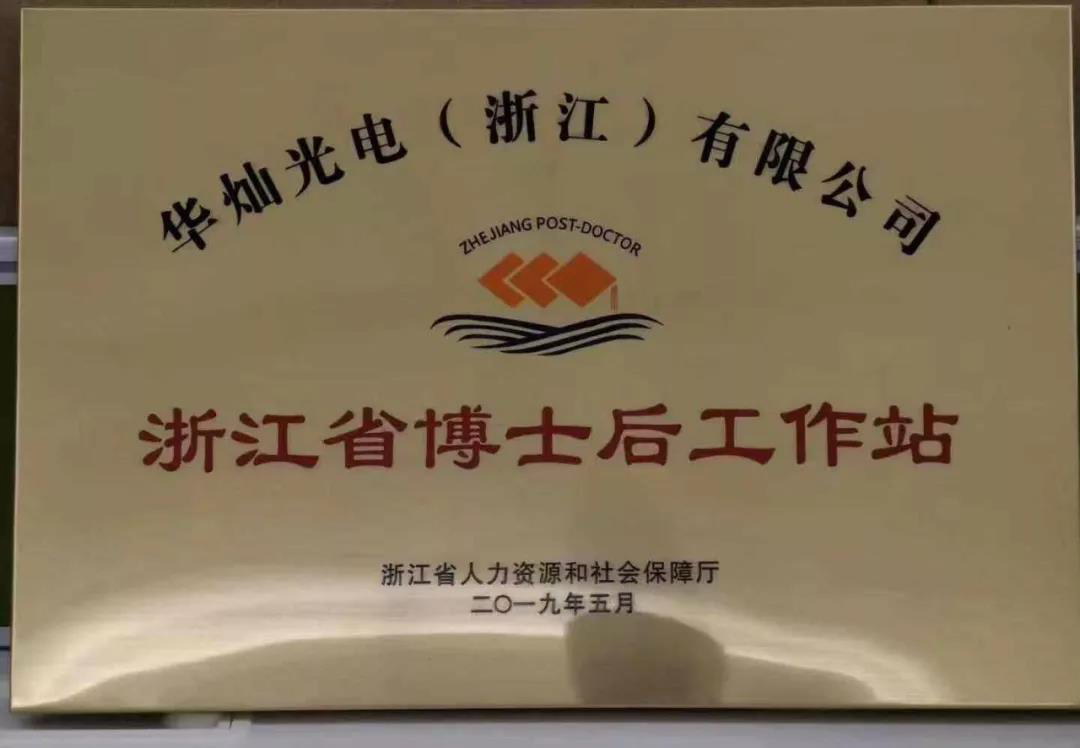 华灿光电（浙江）有限公司
ZHEJIANG POST-DOCTOR
浙江省博士后工作站
浙江省人力资源和社会保障厅
二〇一九年五月